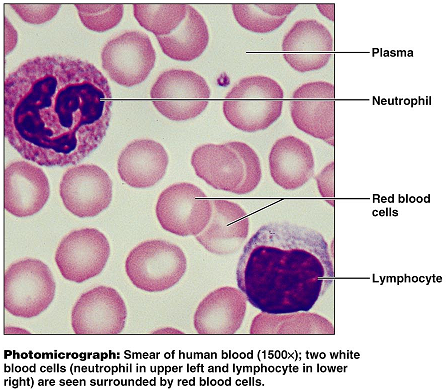 Plasma
Neutrophil
Red blood
cells
Lymphocyte
Photomicrograph: Smear of human blood (1500×); two white
blood cells (neutrophil in upper left and lymphocyte in lower
right) are seen surrounded by red blood cells.